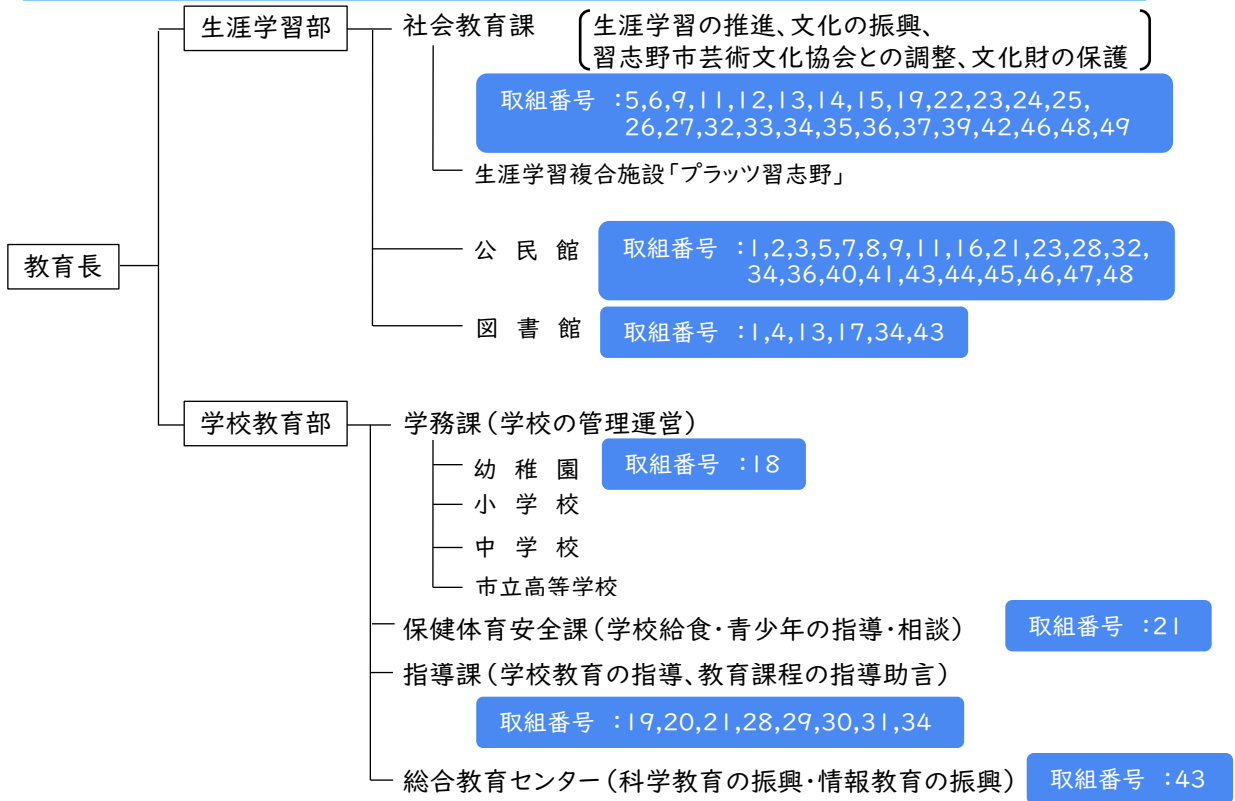 生涯学習部
社会教育課
生涯学習の推進、文化の振興、
習志野市芸術文化協会との調整、文化財の保護
取組番号 :5,6,9,11,12,13,14,15,19,22,23,24,25,
26,27,32,33,34,35,36,37,39,42,46,48,49
生涯学習複合施設「プラッツ習志野」
教育長
公 民 館
取組番号 :1,2,3,5,7,8,9,11,16,21,23,28,32,
34,36,40,41,43,44,45,46,47,48
図 書 館
取組番号 :1,4,13,17,34,43
学校教育部
学務課(学校の管理運営)
幼 稚 園
取組番号 :18
小 学 校
中 学 校
市立高等学校
保健体育安全課(学校給食・青少年の指導・相談)
取組番号 :21
指導課(学校教育の指導、教育課程の指導助言)
取組番号 :19,20,21,28,29,30,31,34
総合教育センター(科学教育の振興・情報教育の振興)
取組番号 :43